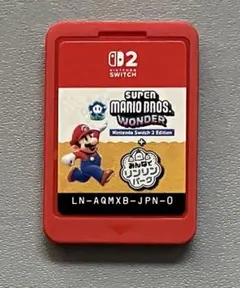 2
NINTENDO
SWITCH
SUPER
MARIO BROS.
WONDER
Nintendo Switch 2 Edition
+
みんなで
リンリン
パーク
LN-AQMXB-JPN-0